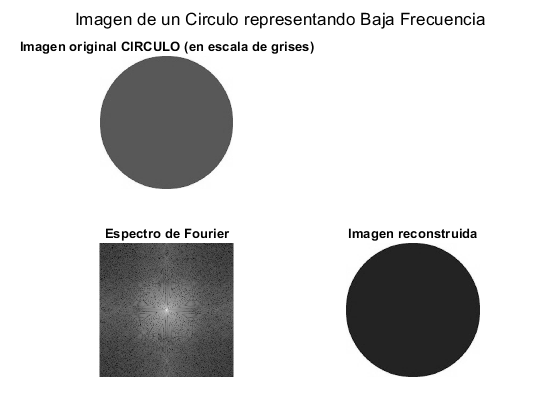 Imagen de un Circulo representando Baja Frecuencia
Imagen original CIRCULO (en escala de grises)
Espectro de Fourier
Imagen reconstruida